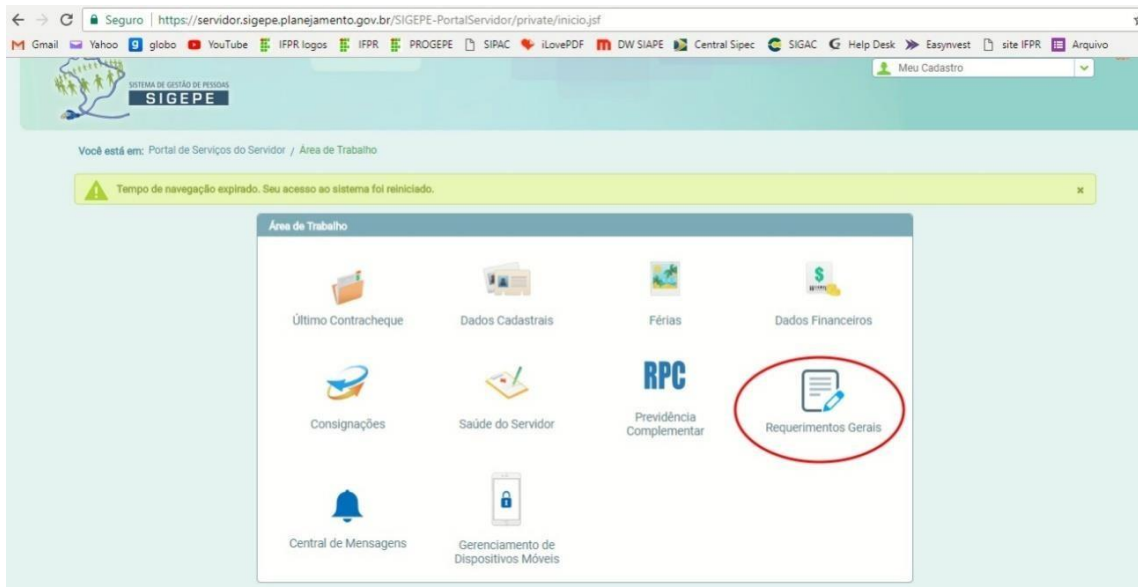 Seguro | https://servidor.sigepe.planejamento.gov.br/SIGEPE-PortalServidor/private/inicio.jsf
Gmail Yahoo globo YouTube IFPR logos IFPR PROGEPE SIPAC iLovePDF DW SIAPE Central Sipec SIGAC Help Desk Easynvest site IFPR Arquivo
Meu Cadastro
SISTEMA DE GESTÃO DE PESSOAS
SIGEPE
Você está em: Portal de Serviços do Servidor / Área de Trabalho
Tempo de navegação expirado. Seu acesso ao sistema foi reiniciado.
Área de Trabalho
Último Contracheque Dados Cadastrais Férias Dados Financeiros
RPC
Consignações Saúde do Servidor Previdência Complementar Requerimentos Gerais
Central de Mensagens Gerenciamento de Dispositivos Móveis